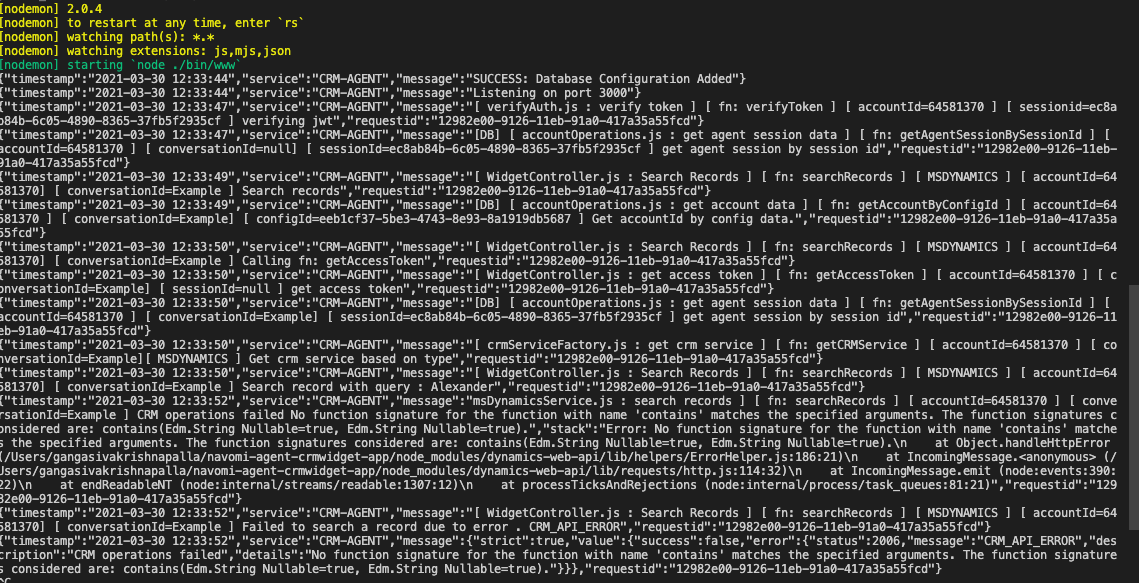 [nodemon] 2.0.4
[nodemon] to restart at any time, enter `rs`
[nodemon] watching path(s): *.*
[nodemon] watching extensions: js,mjs,json
[nodemon] starting `node ./bin/www`
{"timestamp":"2021-03-30 12:33:44","service":"CRM-AGENT","message":"SUCCESS: Database Configuration Added"}
{"timestamp":"2021-03-30 12:33:44","service":"CRM-AGENT","message":"Listening on port 3000"}
{"timestamp":"2021-03-30 12:33:47","service":"CRM-AGENT","message":"[ verifyAuth.js : verify token ] [ fn: verifyToken ] [ accountId=64581370 ] [ sessionid=ec8a
b84b-6c05-4890-8365-37fb5f2935cf ] verifying jwt","requestid":"12982e00-9126-11eb-91a0-417a35a55fcd"}
{"timestamp":"2021-03-30 12:33:47","service":"CRM-AGENT","message":"[DB] [ accountOperations.js : get agent session data ] [ fn: getAgentSessionBySessionId ] [ 
accountId=64581370 ] [ conversationId=null] [ sessionId=ec8ab84b-6c05-4890-8365-37fb5f2935cf ] get agent session by session id","requestid":"12982e00-9126-11eb-
91a0-417a35a55fcd"}
{"timestamp":"2021-03-30 12:33:49","service":"CRM-AGENT","message":"[ WidgetController.js : Search Records ] [ fn: searchRecords ] [ MSDYNAMICS ] [ accountId=64
581370] [ conversationId=Example ] Search records","requestid":"12982e00-9126-11eb-91a0-417a35a55fcd"}
{"timestamp":"2021-03-30 12:33:49","service":"CRM-AGENT","message":"[DB] [ accountOperations.js : get account data ] [ fn: getAccountByConfigId ] [ accountId=64
581370 ] [ conversationId=Example] [ configId=eeb1cf37-5be3-4743-8e93-8a1919db5687 ] Get accountId by config data.","requestid":"12982e00-9126-11eb-91a0-417a35a
55fcd"}
{"timestamp":"2021-03-30 12:33:50","service":"CRM-AGENT","message":"[ WidgetController.js : Search Records ] [ fn: searchRecords ] [ MSDYNAMICS ] [ accountId=64
581370] [ conversationId=Example ] Calling fn: getAccessToken","requestid":"12982e00-9126-11eb-91a0-417a35a55fcd"}
{"timestamp":"2021-03-30 12:33:50","service":"CRM-AGENT","message":"[ WidgetController.js : get access token ] [ fn: getAccessToken ] [ accountId=64581370 ] [ c
onversationId=Example] [ sessionId=null ] get access token","requestid":"12982e00-9126-11eb-91a0-417a35a55fcd"}
{"timestamp":"2021-03-30 12:33:50","service":"CRM-AGENT","message":"[DB] [ accountOperations.js : get agent session data ] [ fn: getAgentSessionBySessionId ] [ 
accountId=64581370 ] [ conversationId=Example] [ sessionId=ec8ab84b-6c05-4890-8365-37fb5f2935cf ] get agent session by session id","requestid":"12982e00-9126-11
eb-91a0-417a35a55fcd"}
{"timestamp":"2021-03-30 12:33:50","service":"CRM-AGENT","message":"[ crmServiceFactory.js : get crm service ] [ fn: getCRMService ] [ accountId=64581370 ] [ co
nversationId=Example][ MSDYNAMICS ] Get crm service based on type","requestid":"12982e00-9126-11eb-91a0-417a35a55fcd"}
{"timestamp":"2021-03-30 12:33:50","service":"CRM-AGENT","message":"[ WidgetController.js : Search Records ] [ fn: searchRecords ] [ MSDYNAMICS ] [ accountId=64
581370] [ conversationId=Example ] Search record with query : Alexander","requestid":"12982e00-9126-11eb-91a0-417a35a55fcd"}
{"timestamp":"2021-03-30 12:33:52","service":"CRM-AGENT","message":"msDynamicsService.js : search records ] [ fn: searchRecords ] [ accountId=64581370 ] [ conve
rsationId=Example ] CRM operations failed No function signature for the function with name 'contains' matches the specified arguments. The function signatures c
onsidered are: contains(Edm.String Nullable=true, Edm.String Nullable=true).","stack":"Error: No function signature for the function with name 'contains' matche
s the specified arguments. The function signatures considered are: contains(Edm.String Nullable=true, Edm.String Nullable=true).\n    at Object.handleHttpError 
(/Users/gangasivakrishnapalla/navomi-agent-crmwidget-app/node_modules/dynamics-web-api/lib/helpers/ErrorHelper.js:186:21)\n    at IncomingMessage.<anonymous> (/
Users/gangasivakrishnapalla/navomi-agent-crmwidget-app/node_modules/dynamics-web-api/lib/requests/http.js:114:32)\n    at IncomingMessage.emit (node:events:390:
22)\n    at endReadableNT (node:internal/streams/readable:1307:12)\n    at processTicksAndRejections (node:internal/process/task_queues:81:21)","requestid":"129
82e00-9126-11eb-91a0-417a35a55fcd"}
{"timestamp":"2021-03-30 12:33:52","service":"CRM-AGENT","message":"[ WidgetController.js : Search Records ] [ fn: searchRecords ] [ MSDYNAMICS ] [ accountId=64
581370] [ conversationId=Example ] Failed to search a record due to error . CRM_API_ERROR","requestid":"12982e00-9126-11eb-91a0-417a35a55fcd"}
{"timestamp":"2021-03-30 12:33:52","service":"CRM-AGENT","message":{"strict":true,"value":{"success":false,"error":{"status":2006,"message":"CRM_API_ERROR","des
cription":"CRM operations failed","details":"No function signature for the function with name 'contains' matches the specified arguments. The function signature
s considered are: contains(Edm.String Nullable=true, Edm.String Nullable=true)."}}},"requestid":"12982e00-9126-11eb-91a0-417a35a55fcd"}
^C